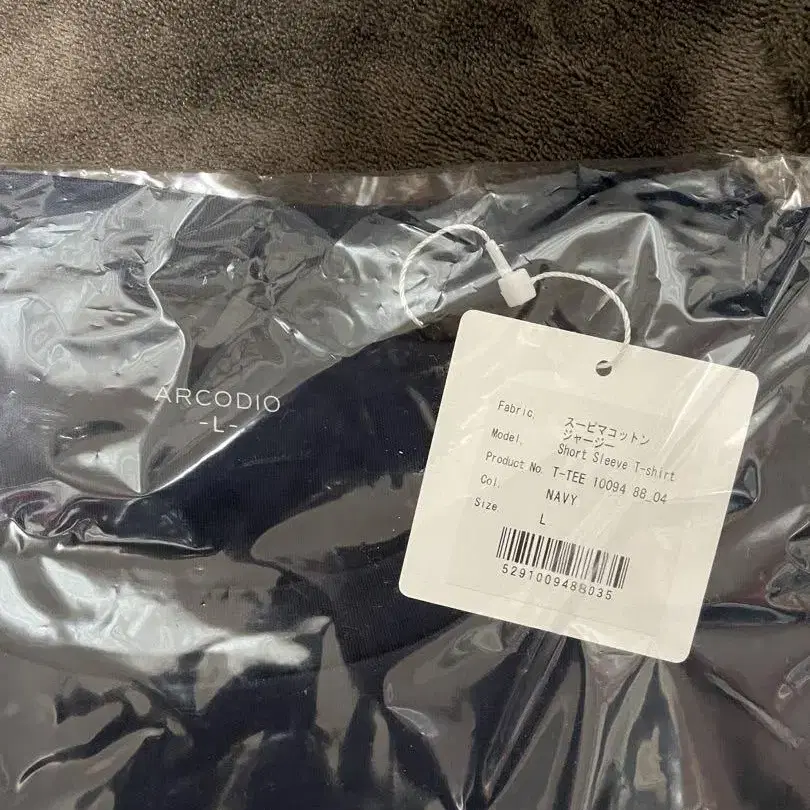 ARCODIO
-L-
Fabric. スーピマコットン
ジャージー
Model. Short Sleeve T-shirt
Product No. T-TEE 10094 88_04
Col. NAVY
Size L
5291009488035